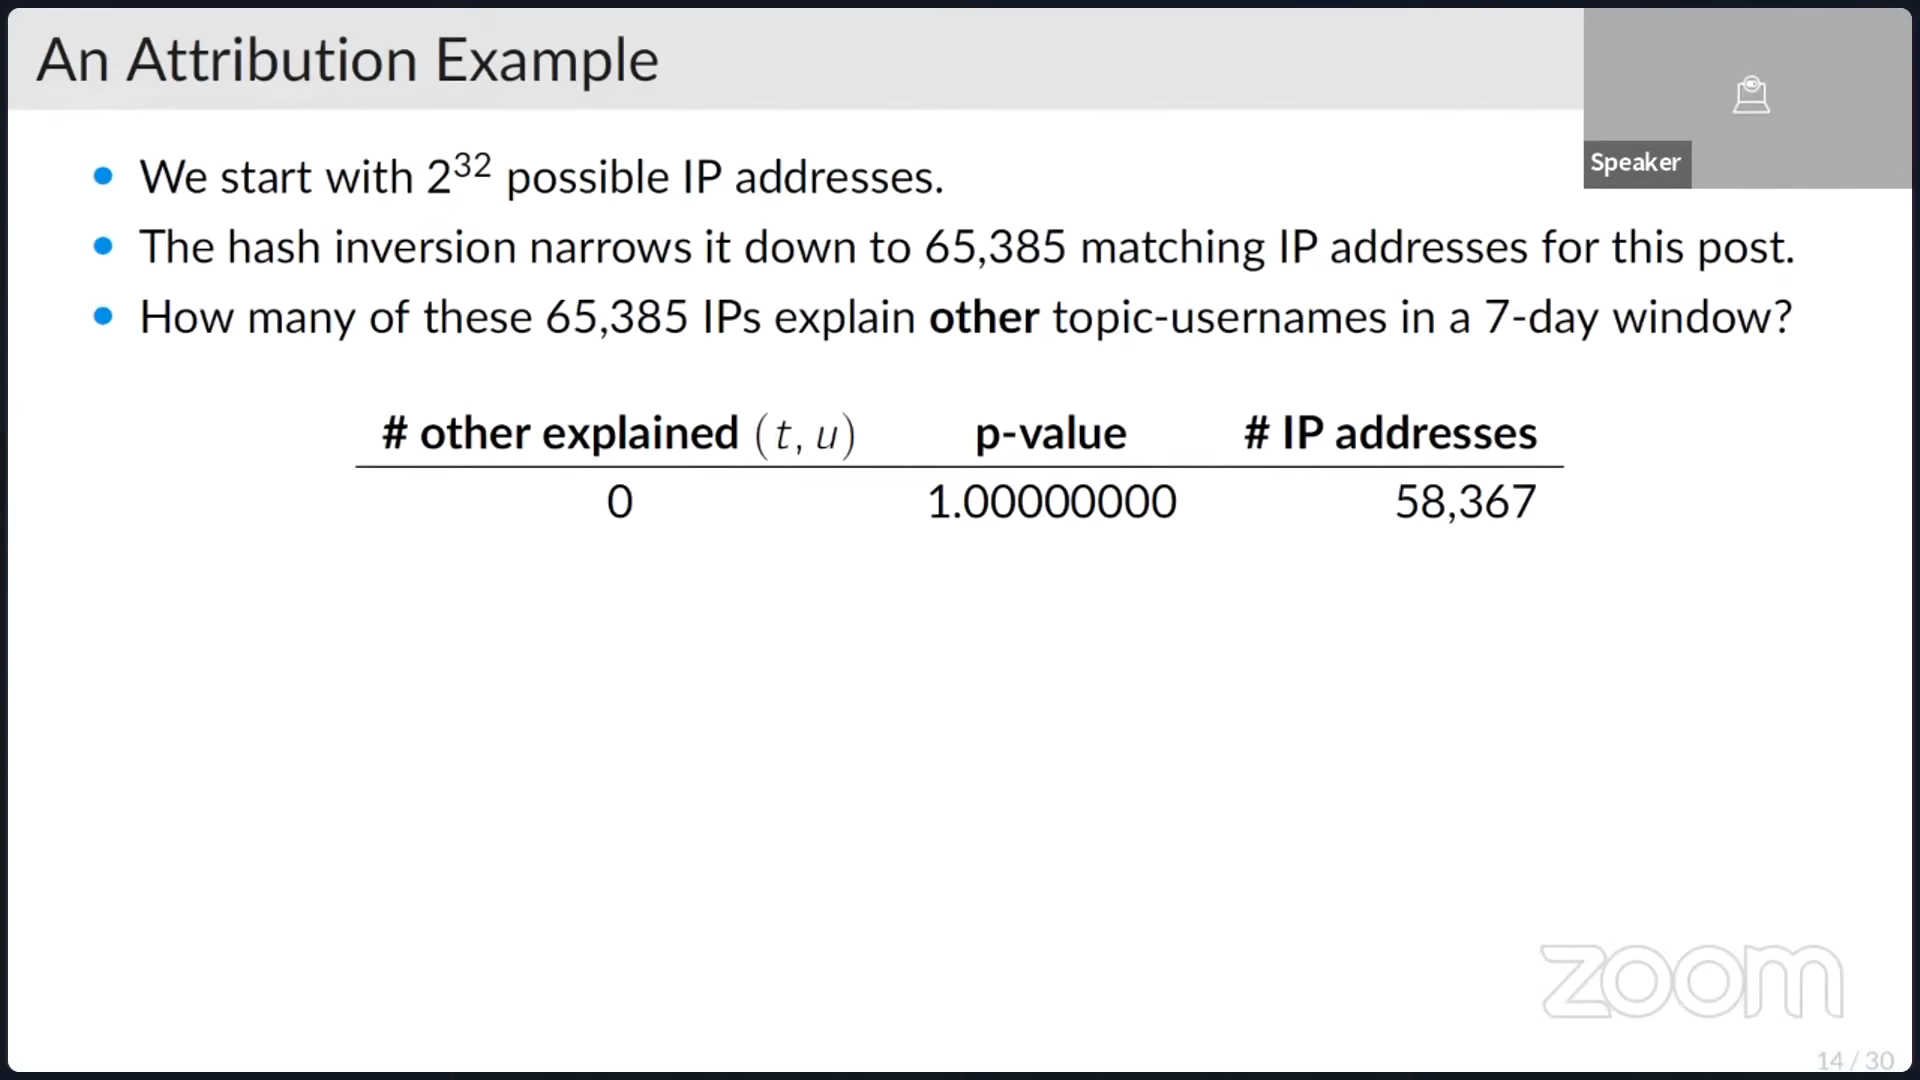 An Attribution Example
Speaker
• We start with 2^32 possible IP addresses.
• The hash inversion narrows it down to 65,385 matching IP addresses for this post.
• How many of these 65,385 IPs explain other topic-usernames in a 7-day window?
# other explained (t, u) p-value # IP addresses
0 1.00000000 58,367
zoom
14 / 30